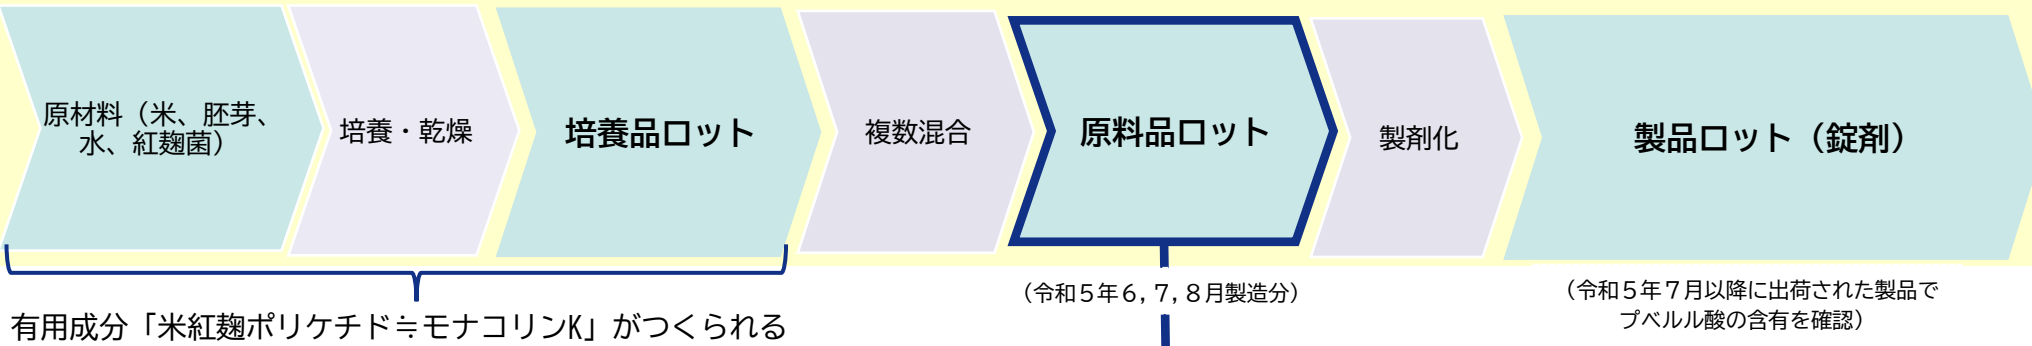 原材料（米、胚芽、
水、紅麹菌）
培養・乾燥
培養品ロット
複数混合
原料品ロット
製剤化
製品ロット（錠剤）
有用成分「米紅麹ポリケチド≒モナコリンK」がつくられる
（令和５年６,７,８月製造分）
（令和５年７月以降に出荷された製品で
プベルル酸の含有を確認）